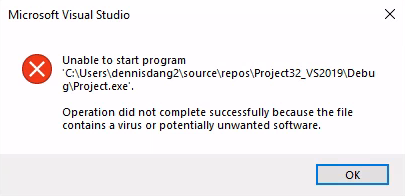 Microsoft Visual Studio
Unable to start program
'C:\Users\dennisdang2\source\repos\Project32_VS2019\Debu
g\Project.exe'.
Operation did not complete successfully because the file
contains a virus or potentially unwanted software.
OK